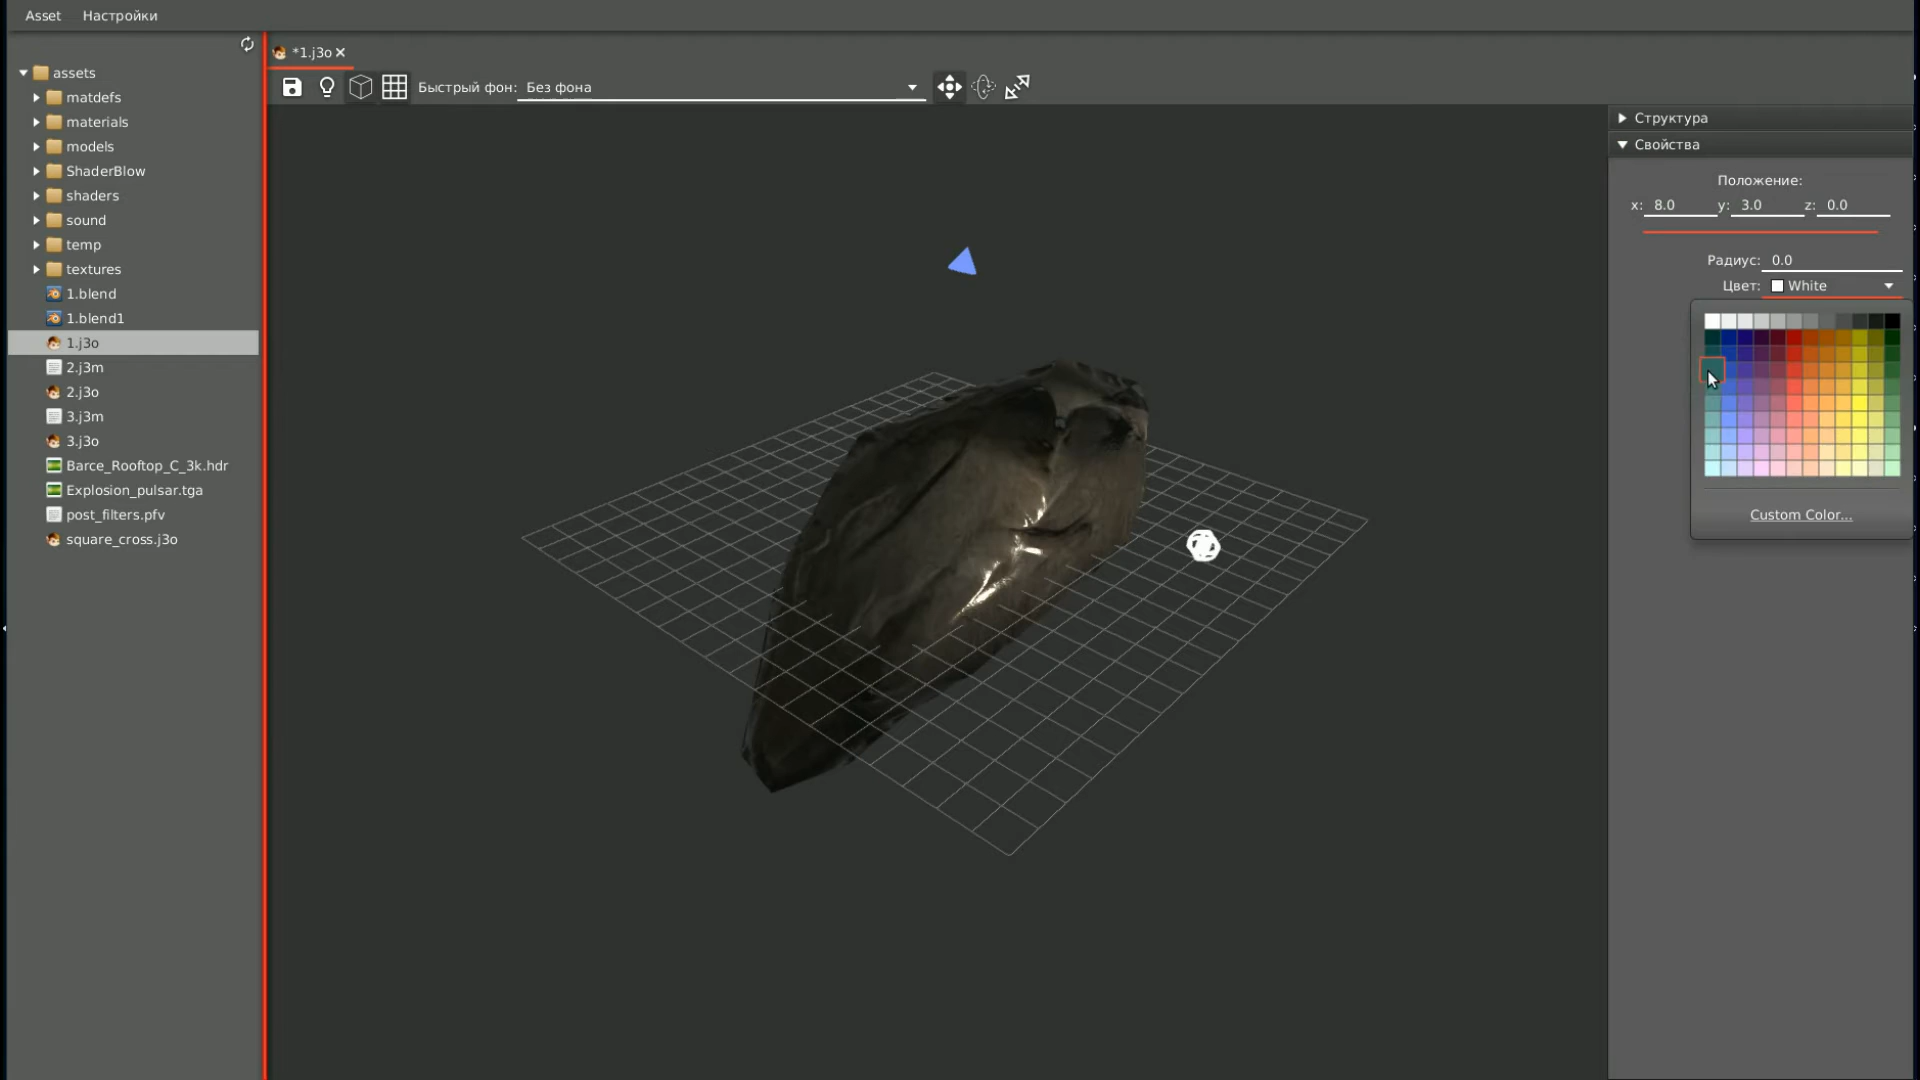 Asset Настройки
*1.j3o
assets
matdefs
materials
models
ShaderBlow
shaders
sound
temp
textures
1.blend
1.blend1
1.j3o
2.j3m
2.j3o
3.j3m
3.j3o
Barce_Rooftop_C_3k.hdr
Explosion_pulsar.tga
post_filters.pfv
square_cross.j3o
Быстрый фон: Без фона
Структура
Свойства
Положение:
x: 8.0 y: 3.0 z: 0.0
Радиус: 0.0
Цвет: White
Custom Color...